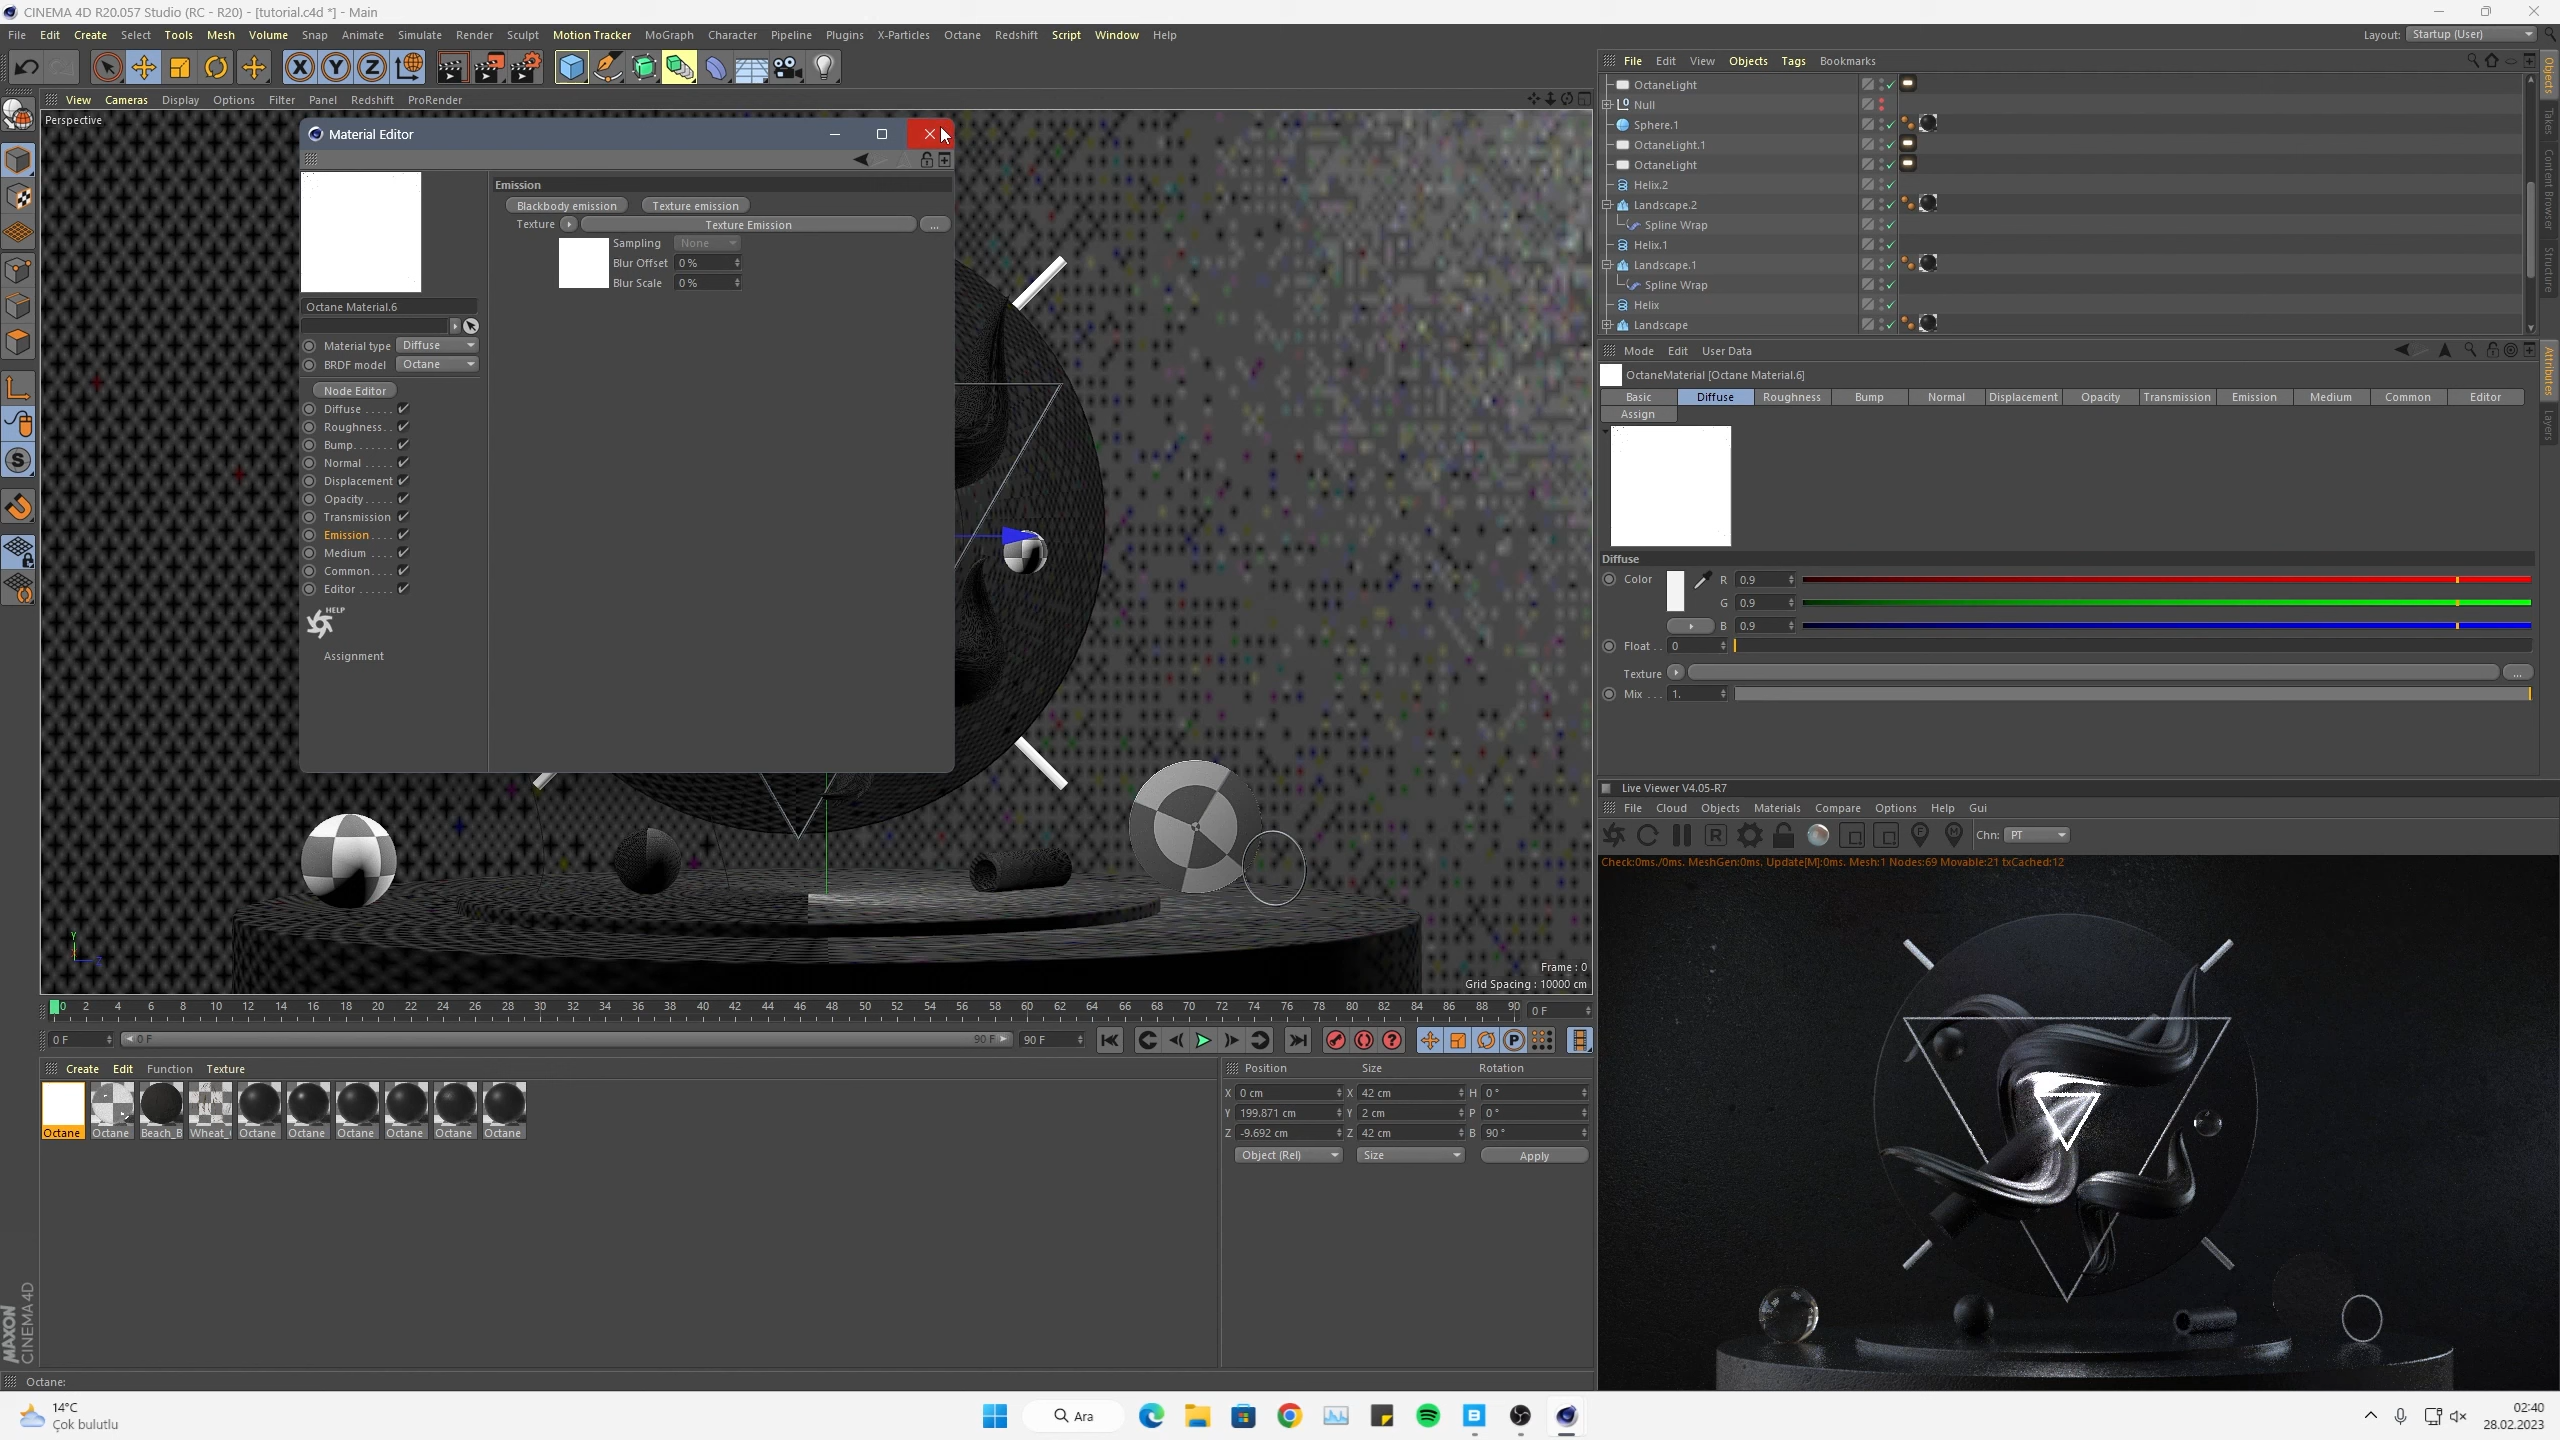 CINEMA 4D R20.057 Studio (RC - R20) - [tutorial.c4d *] - Main
File Edit Create Select Tools Mesh Volume Snap Animate Simulate Render Sculpt Motion Tracker MoGraph Character Pipeline Plugins X-Particles Octane Redshift Script Window Help
Layout: Startup (User)
View Cameras Display Options Filter Panel Redshift ProRender
Perspective
Material Editor
Octane Material.6
Material type Diffuse
BRDF model Octane
Node Editor
Diffuse . . . . .
Roughness. .
Bump. . . . . . .
Normal . . . . .
Displacement
Opacity. . . . .
Transmission
Emission . . . .
Medium . . . .
Common. . . .
Editor . . . . . .
HELP
Assignment
Emission
Blackbody emission Texture emission
Texture Texture Emission ...
Sampling None
Blur Offset 0 %
Blur Scale 0 %
Frame : 0
Grid Spacing : 10000 cm
0 2 4 6 8 10 12 14 16 18 20 22 24 26 28 30 32 34 36 38 40 42 44 46 48 50 52 54 56 58 60 62 64 66 68 70 72 74 76 78 80 82 84 86 88 90 0 F
0 F 0 F 90 F 90 F
Create Edit Function Texture
Octane Octane Beach_B Wheat_ Octane Octane Octane Octane Octane Octane
Position Size Rotation
X 0 cm X 42 cm H 0 °
Y 199.871 cm Y 2 cm P 0 °
Z -9.692 cm Z 42 cm B 90 °
Object (Rel) Size Apply
MAXON
CINEMA 4D
Octane:
File Edit View Objects Tags Bookmarks
OctaneLight
Null
Sphere.1
OctaneLight.1
OctaneLight
Helix.2
Landscape.2
Spline Wrap
Helix.1
Landscape.1
Spline Wrap
Helix
Landscape
Objects
Takes
Content Browser
Structure
Mode Edit User Data
OctaneMaterial [Octane Material.6]
Basic Diffuse Roughness Bump Normal Displacement Opacity Transmission Emission Medium Common Editor
Assign
Attributes
Layers
Diffuse
Color R 0.9
G 0.9
B 0.9
Float . . 0
Texture ...
Mix . . . 1.
Live Viewer V4.05-R7
File Cloud Objects Materials Compare Options Help Gui
Chn: PT
Check:0ms./0ms. MeshGen:0ms. Update[M]:0ms. Mesh:1 Nodes:69 Movable:21 txCached:12
14°C
Çok bulutlu
Ara
02:40
28.02.2023